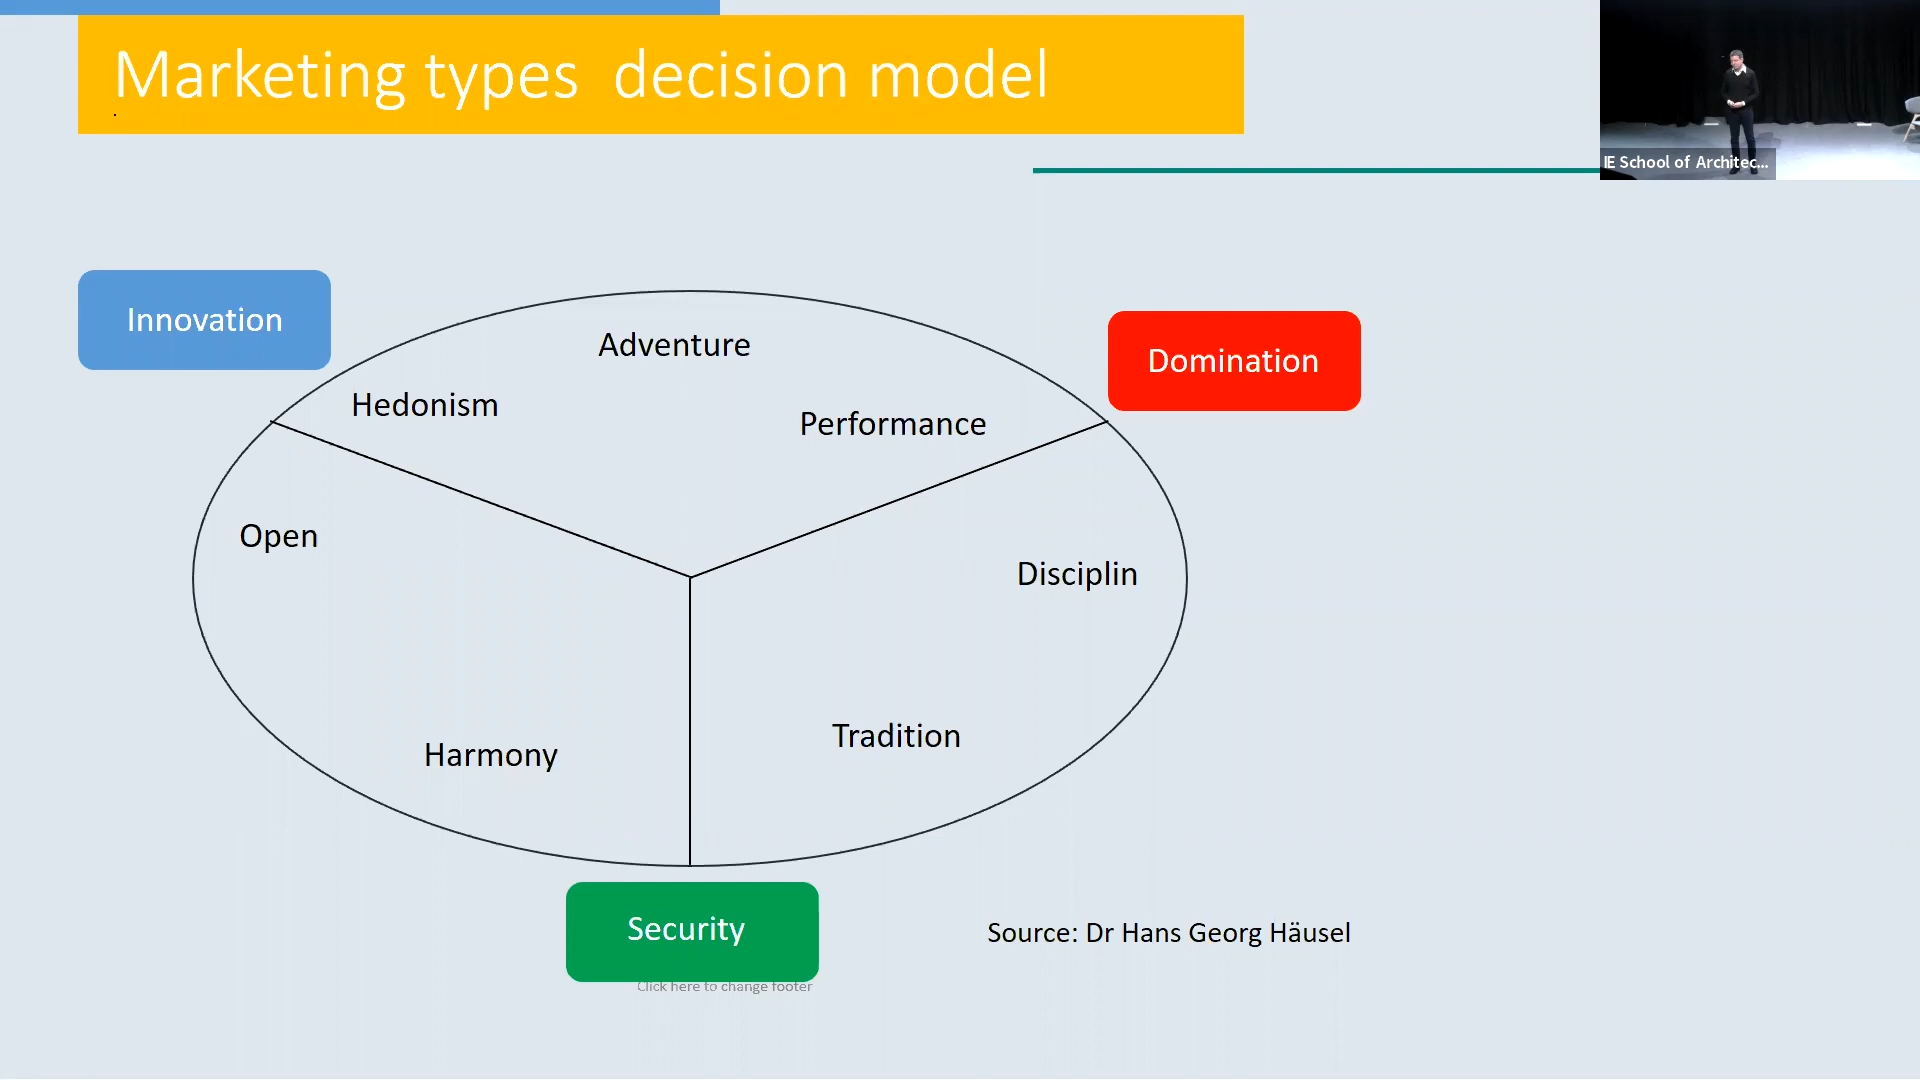 Marketing types  decision model
.
IE School of Architec...
Innovation
Adventure
Domination
Hedonism
Performance
Open
Disciplin
Tradition
Harmony
Security
Source: Dr Hans Georg Häusel
Click here to change footer